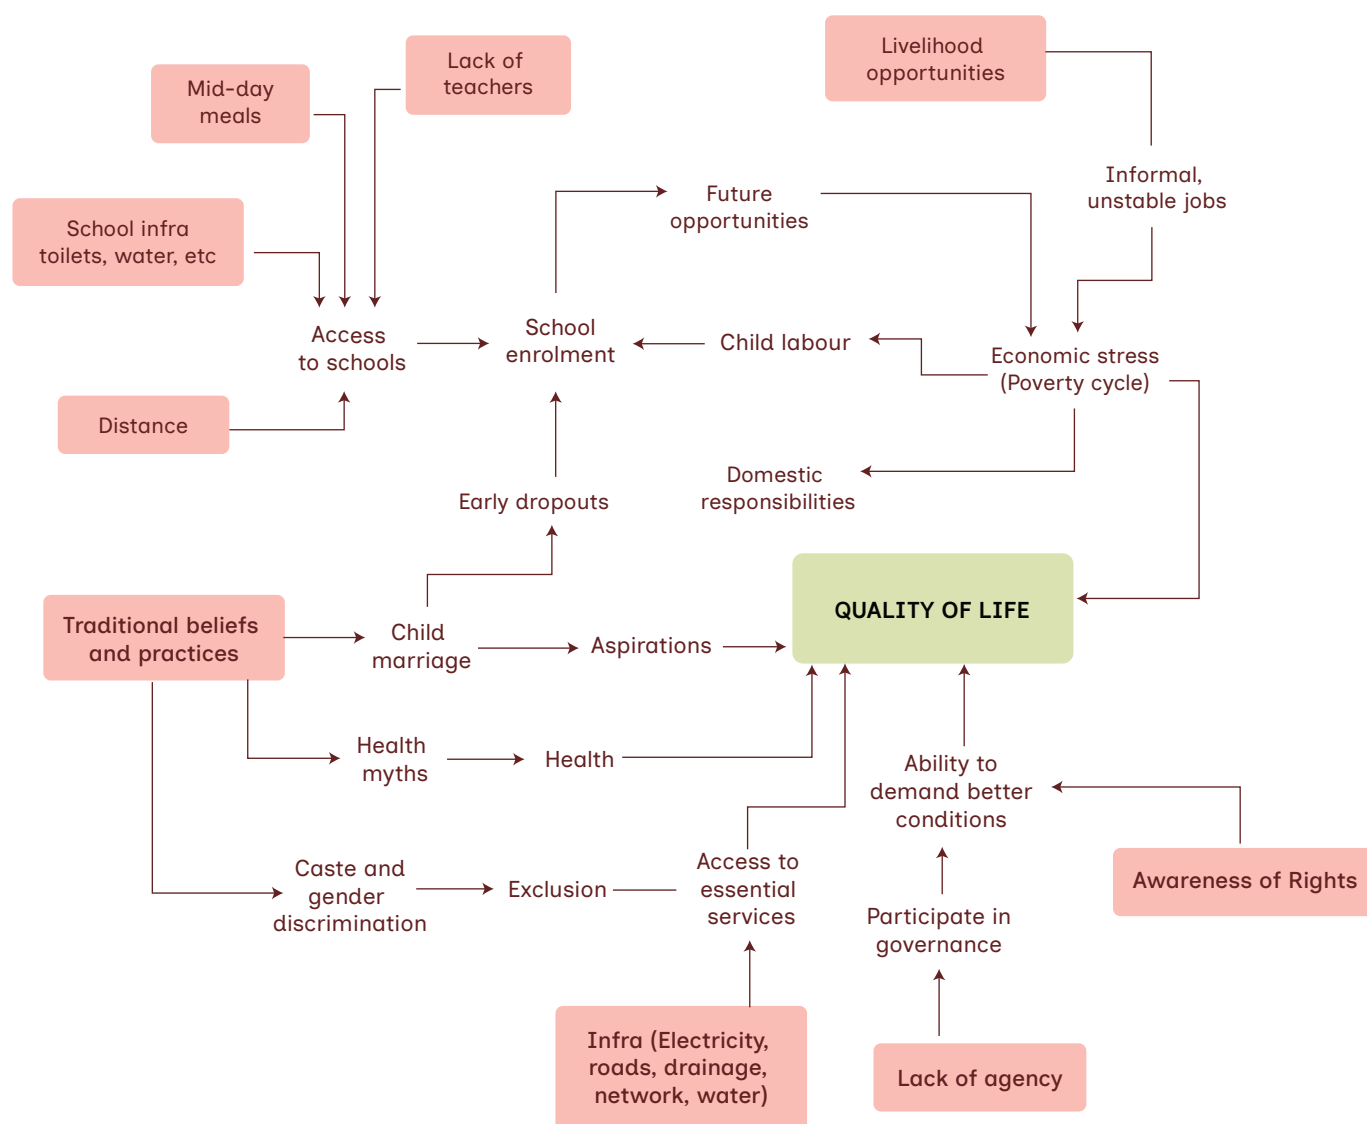 Livelihood
opportunities
Lack of
teachers
Mid-day
meals
Informal,
unstable jobs
Future
opportunities
School infra
toilets, water, etc
Access
to schools
School
enrolment
Child labour
Economic stress
(Poverty cycle)
Distance
Domestic
responsibilities
Early dropouts
QUALITY OF LIFE
Traditional beliefs
and practices
Child
marriage
Aspirations
Health
myths
Health
Ability to
demand better
conditions
Caste and
gender
discrimination
Exclusion
Access to
essential
services
Awareness of Rights
Participate in
governance
Infra (Electricity,
roads, drainage,
network, water)
Lack of agency